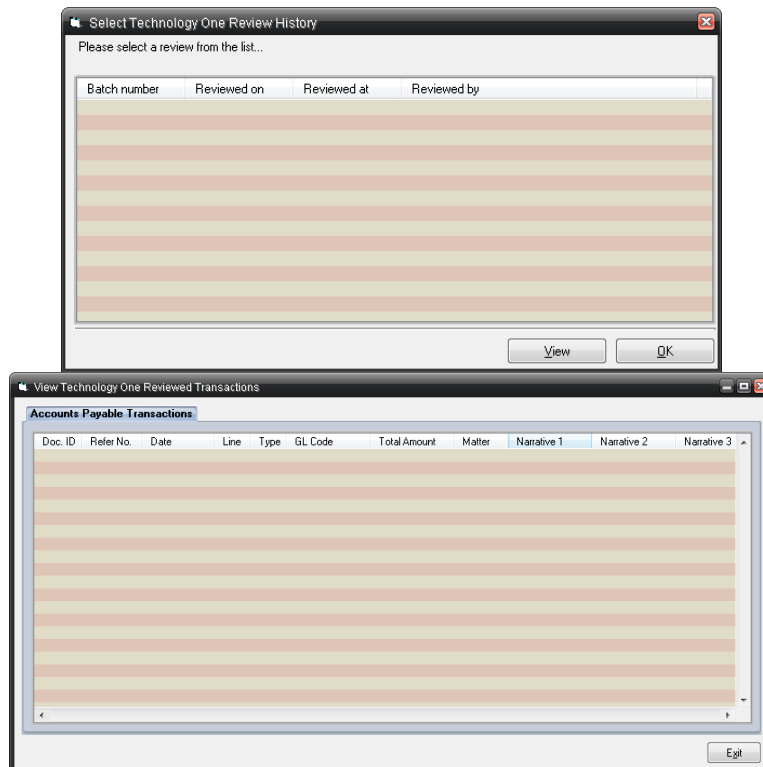 Select Technology One Review History
Please select a review from the list...
Batch number Reviewed on Reviewed at Reviewed by
View OK
View Technology One Reviewed Transactions
Accounts Payable Transactions
Doc. ID Refer No. Date Line Type GL Code Total Amount Matter Narrative 1 Narrative 2 Narrative 3
Exit